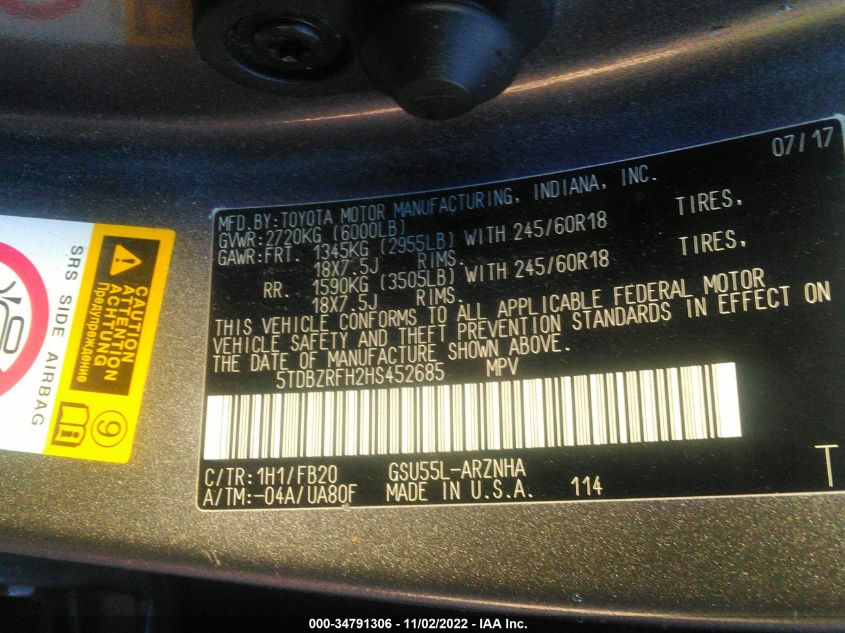 07/17
MFD.BY:TOYOTA MOTOR MANUFACTURING, INDIANA, INC.
GVWR:2720KG (6000LB)
GAWR:FRT. 1345KG (2955LB) WITH 245/60R18 TIRES,
18X7.5J RIMS.
RR. 1590KG (3505LB) WITH 245/60R18 TIRES,
18X7.5J RIMS.
THIS VEHICLE CONFORMS TO ALL APPLICABLE FEDERAL MOTOR
VEHICLE SAFETY AND THEFT PREVENTION STANDARDS IN EFFECT ON
THE DATE OF MANUFACTURE SHOWN ABOVE.
5TDBZRFH2HS452685 MPV
C/TR:1H1/FB20 GSU55L-ARZNHA
A/TM:-04A/UA80F MADE IN U.S.A. 114
T
SRS SIDE AIRBAG
CAUTION
ATTENTION
ACHTUNG
Предупреждение
9
000-34791306 - 11/02/2022 - IAA Inc.